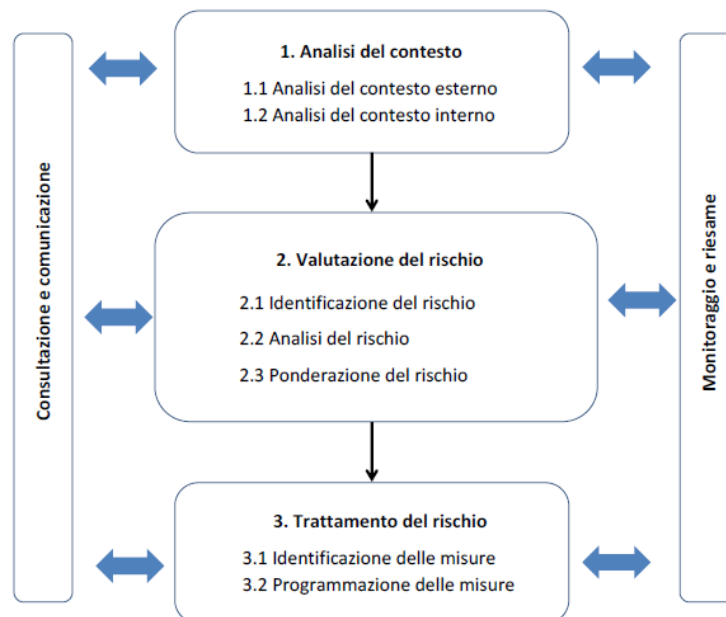 Consultazione e comunicazione
1. Analisi del contesto
1.1 Analisi del contesto esterno
1.2 Analisi del contesto interno
2. Valutazione del rischio
2.1 Identificazione del rischio
2.2 Analisi del rischio
2.3 Ponderazione del rischio
3. Trattamento del rischio
3.1 Identificazione delle misure
3.2 Programmazione delle misure
Monitoraggio e riesame